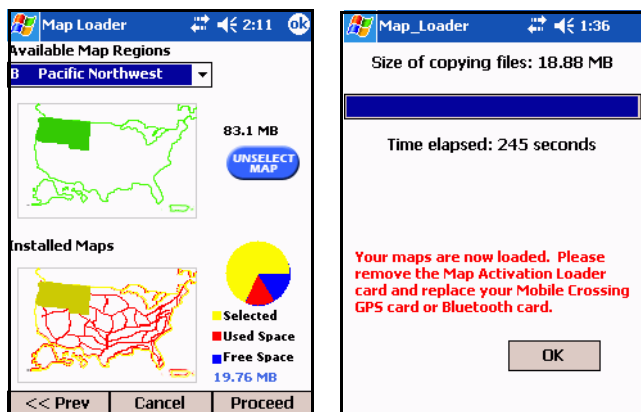 Map Loader 2:11 ok
Available Map Regions
B Pacific Northwest
83.1 MB
UNSELECT
MAP
Installed Maps
Selected
Used Space
Free Space
19.76 MB
<< Prev Cancel Proceed
Map_Loader 1:36
Size of copying files: 18.88 MB
Time elapsed: 245 seconds
Your maps are now loaded. Please
remove the Map Activation Loader
card and replace your Mobile Crossing
GPS card or Bluetooth card.
OK